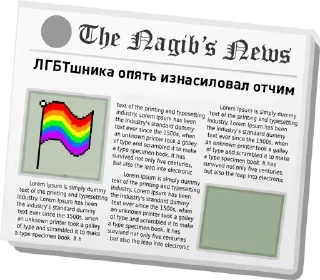 The Nagib's News
ЛГБТшника опять изнасиловал отчим
text of the printing and typesetting
industry. Lorem Ipsum has been
the industry's standard dummy
text ever since the 1500s, when
an unknown printer took a galley
of type and scrambled it to make
a type specimen book. It has
survived not only five centuries,
but also the leap into electronic
Lorem Ipsum is simply dummy
text of the printing and typesetting
industry. Lorem Ipsum has been
the industry's standard dummy
text ever since the 1500s, when
an unknown printer took a galley
of type and scrambled it to make
a type specimen book. It has
survived not only five centuries,
but also the leap into electronic
Lorem Ipsum is simply dummy
text of the printing and typesetting
industry. Lorem Ipsum has been
the industry's standard dummy
text ever since the 1500s, when
an unknown printer took a galley
of type and scrambled it to make
a type specimen book. It h
Lorem Ipsum is simply dummy
text of the printing and typesetting
industry. Lorem Ipsum has been
the industry's standard dummy
text ever since the 1500s, when
an unknown printer took a galley
of type and scrambled it to make
a type specimen book. It has
survived not only five centuries
but also the leap into electronic